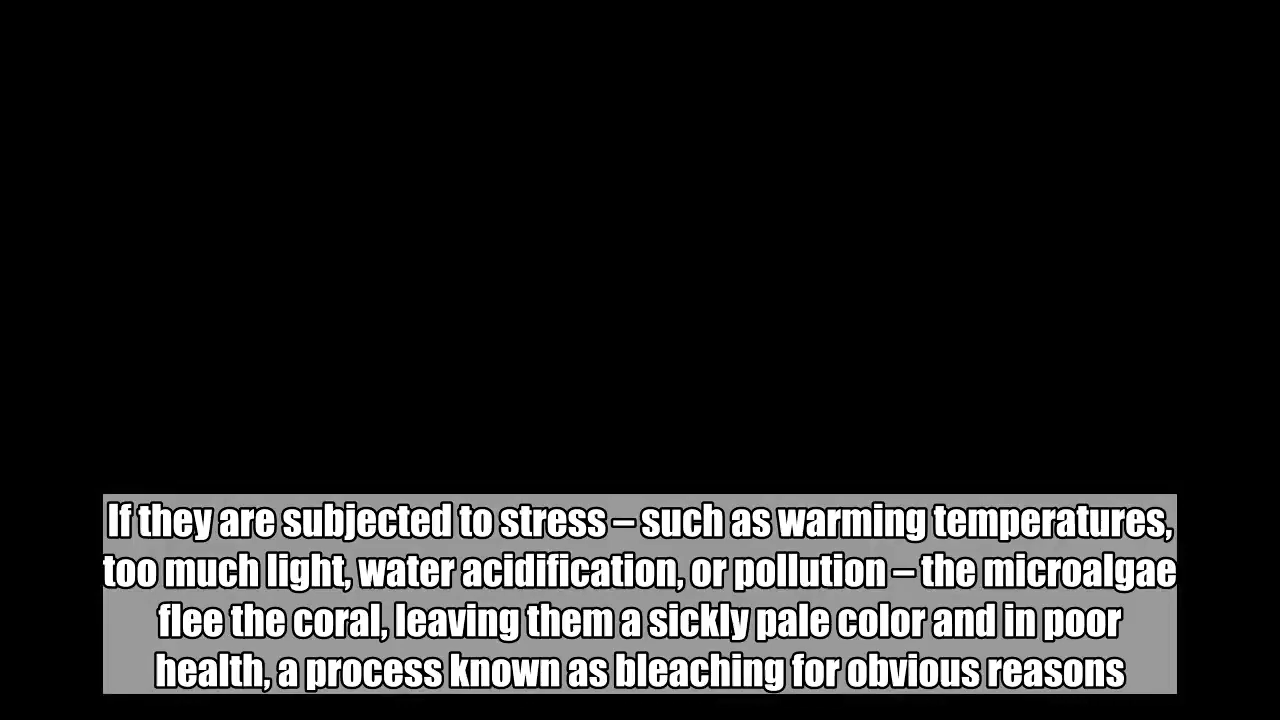 If they are subjected to stress – such as warming temperatures,
too much light, water acidification, or pollution – the microalgae
flee the coral, leaving them a sickly pale color and in poor
health, a process known as bleaching for obvious reasons